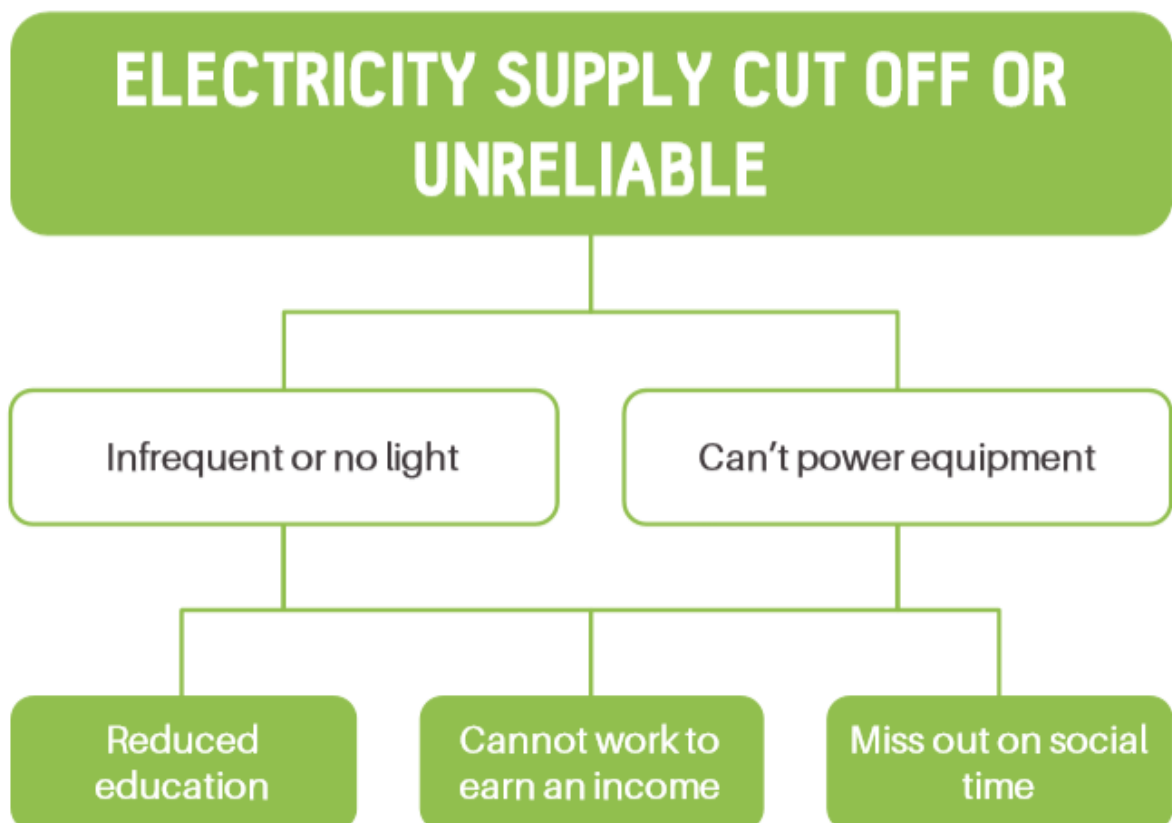 ELECTRICITY SUPPLY CUT OFF OR
UNRELIABLE
Infrequent or no light
Can’t power equipment
Reduced
education
Cannot work to
earn an income
Miss out on social
time